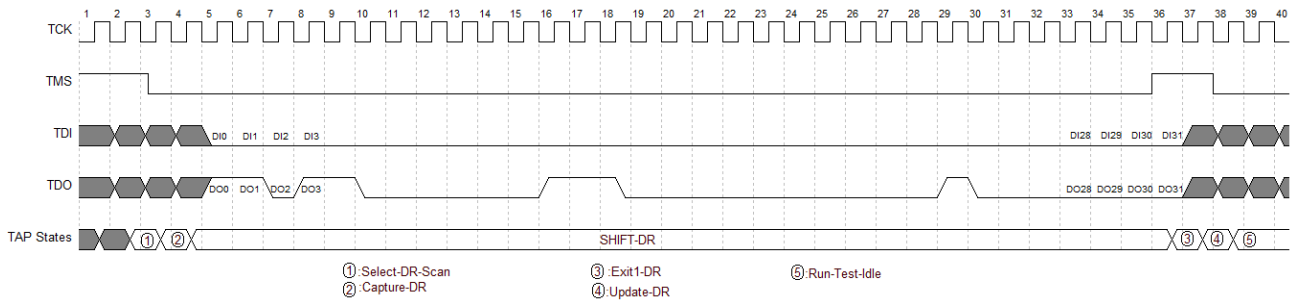 1 2 3 4 5 6 7 8 9 10 11 12 13 14 15 16 17 18 19 20 21 22 23 24 25 26 27 28 29 30 31 32 33 34 35 36 37 38 39 40
TCK
TMS
TDI DI0 DI1 DI2 DI3 DI28 DI29 DI30 DI31
TDO DO0 DO1 DO2 DO3 DO28 DO29 DO30 DO31
TAP States ① ② SHIFT-DR ③ ④ ⑤
①:Select-DR-Scan ③:Exit1-DR ⑤:Run-Test-Idle
②:Capture-DR ④:Update-DR